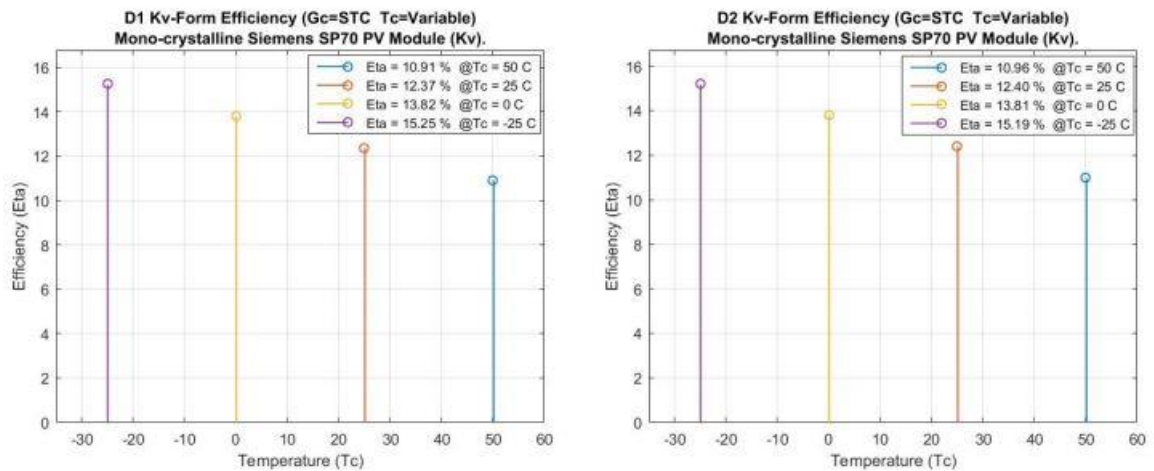 D1 Kv-Form Efficiency (Gc=STC Tc=Variable)
Mono-crystalline Siemens SP70 PV Module (Kv).
Eta = 10.91 % @Tc = 50 C
Eta = 12.37 % @Tc = 25 C
Eta = 13.82 % @Tc = 0 C
Eta = 15.25 % @Tc = -25 C
Efficiency (Eta)
16
14
12
10
8
6
4
2
0
-30 -20 -10 0 10 20 30 40 50 60
Temperature (Tc)
D2 Kv-Form Efficiency (Gc=STC Tc=Variable)
Mono-crystalline Siemens SP70 PV Module (Kv).
Eta = 10.96 % @Tc = 50 C
Eta = 12.40 % @Tc = 25 C
Eta = 13.81 % @Tc = 0 C
Eta = 15.19 % @Tc = -25 C
Efficiency (Eta)
16
14
12
10
8
6
4
2
0
-30 -20 -10 0 10 20 30 40 50 60
Temperature (Tc)